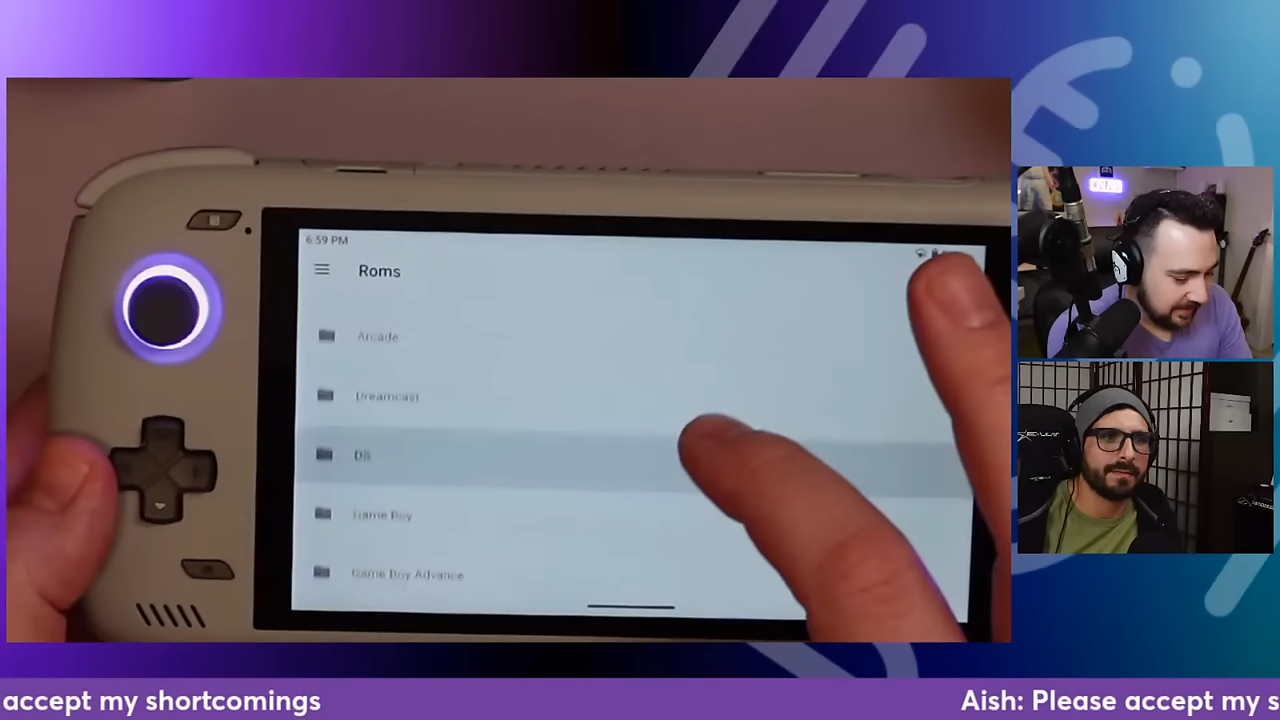 6:59 PM
Roms
Arcade
Dreamcast
DS
Game Boy
Game Boy Advance
accept my shortcomings
Aish: Please accept my s